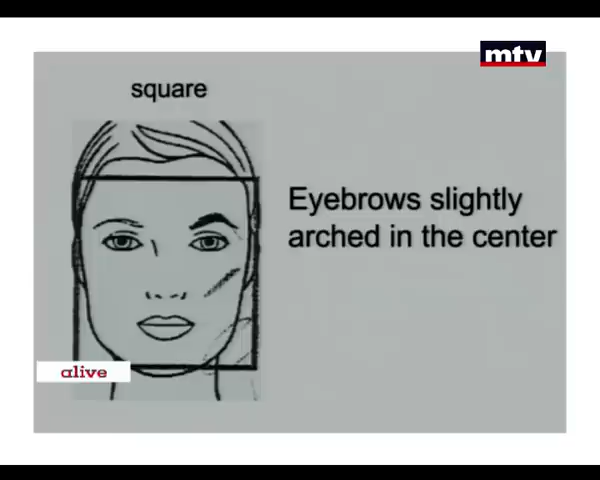 mtv
square
Eyebrows slightly
arched in the center
alive